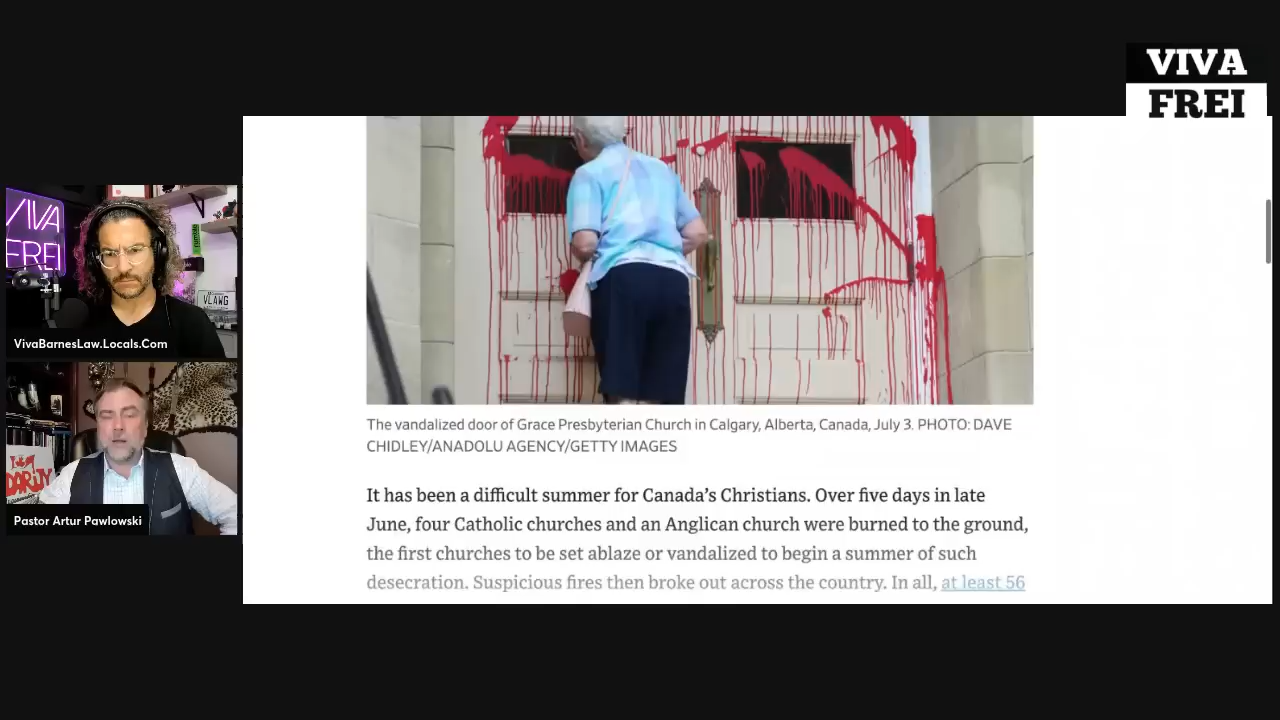 VIVA
FREI
VIVA
FREI
VLAWG
VivaBarnesLaw.Locals.Com
Pastor Artur Pawlowski
The vandalized door of Grace Presbyterian Church in Calgary, Alberta, Canada, July 3. PHOTO: DAVE
CHIDLEY/ANADOLU AGENCY/GETTY IMAGES
It has been a difficult summer for Canada’s Christians. Over five days in late
June, four Catholic churches and an Anglican church were burned to the ground,
the first churches to be set ablaze or vandalized to begin a summer of such
desecration. Suspicious fires then broke out across the country. In all, at least 56